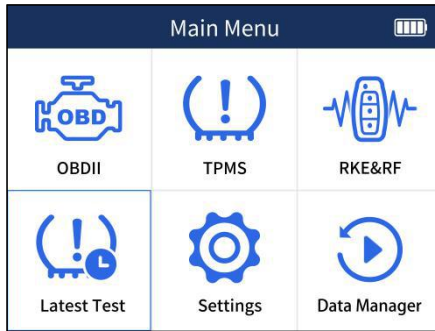 Main Menu
OBD
OBDII
TPMS
RKE&RF
Latest Test
Settings
Data Manager